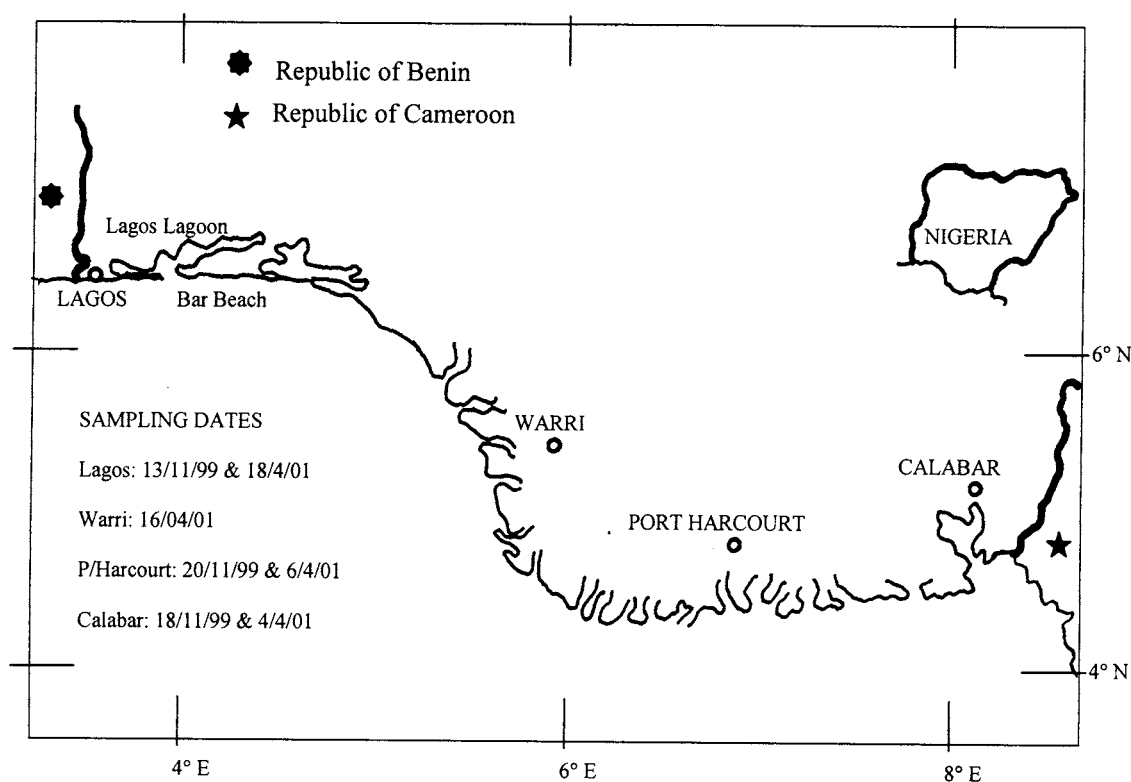 Republic of Benin
Republic of Cameroon
Lagos Lagoon
NIGERIA
LAGOS
Bar Beach
6° N
SAMPLING DATES
WARRI
Lagos: 13/11/99 & 18/4/01
CALABAR
Warri: 16/04/01
PORT HARCOURT
P/Harcourt: 20/11/99 & 6/4/01
Calabar: 18/11/99 & 4/4/01
4° N
4° E
6° E
8° E